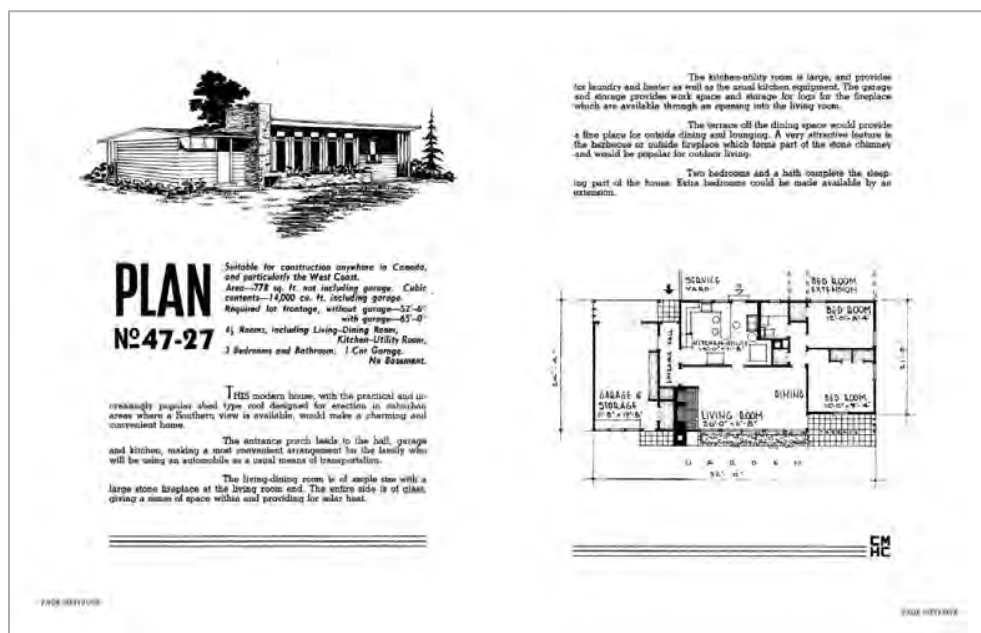 PLAN
Nº47-27
Suitable for construction anywhere in Canada,
and particularly the West Coast.
Area—778 sq. ft. not including garage. Cubic
contents—14,000 cu. ft. including garage.
Required lot frontage, without garage—52'-6"
with garage—65'-0"
4½ Rooms, including Living-Dining Room,
Kitchen-Utility Room,
Bedrooms and Bathroom. 1 Car Garage.
No Basement.
THIS modern house, with the practical and in-
creasingly popular shed type roof designed for erection in suburban
areas where a Southern view is available, would make a charming and
convenient home.
The entrance porch leads to the hall, garage
and kitchen, making a most convenient arrangement for the family who
will be using an automobile as a usual means of transportation.
The living-dining room is of ample size with a
large stone fireplace at the living room end. The entire side is of glass,
giving a sense of space within and providing for solar heat.
The kitchen-utility room is large, and provides
for laundry and heater as well as the usual kitchen equipment. The garage
and storage provides work space and storage for logs for the fireplace
which are available through an opening into the living room.
The terrace off the dining space would provide
a fine place for outside dining and lounging. A very attractive feature is
the barbecue or outside fireplace which forms part of the stone chimney
and would be popular for outdoor living.
Two bedrooms and a bath complete the sleep-
ing part of the house. Extra bedrooms could be made available by an
extension.
SERVICE
YARD
BED ROOM
EXTENSION
BED ROOM
KITCHEN-UTILITY
ENTRANCE HALL
GARAGE &
STORAGE
LIVING ROOM
DINING
BED ROOM
TERRACE
GARDEN
CM
HC